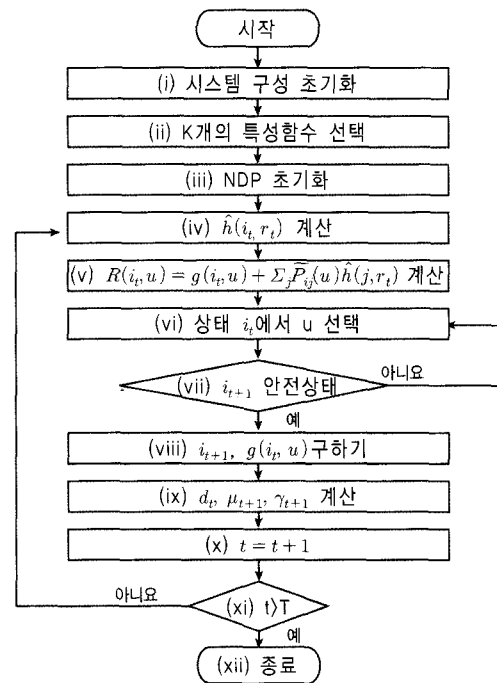 시작
(i) 시스템 구성 초기화
(ii) K개의 특성함수 선택
(iii) NDP 초기화
(iv) ĥ(i_t, r_t) 계산
(v) R(i_t, u) = g(i_t, u) + Σ_j P̃_ij(u) ĥ(j, r_t) 계산
(vi) 상태 i_t에서 u 선택
(vii) i_{t+1} 안전상태
아니요
예
(viii) i_{t+1}, g(i_t, u)구하기
(ix) d_t, μ_{t+1}, γ_{t+1} 계산
(x) t = t+1
아니요
(xi) t>T
예
(xii) 종료